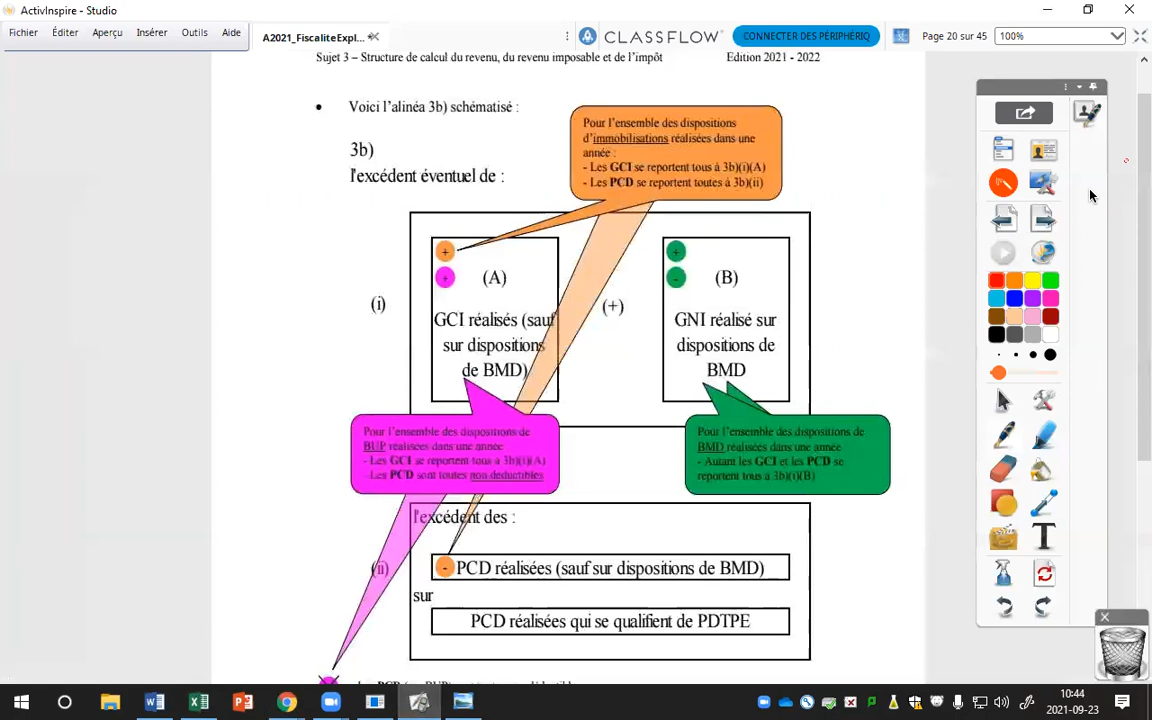 ActivInspire - Studio
Fichier Éditer Aperçu Insérer Outils Aide
A2021_FiscaliteExpl...
CLASSFLOW
CONNECTER DES PÉRIPHÉRIQ
Page 20 sur 45
100%
Sujet 3 – Structure de calcul du revenu, du revenu imposable et de l'impôt
Edition 2021 - 2022
• Voici l'alinéa 3b) schématisé :
3b)
l'excédent éventuel de :
Pour l'ensemble des dispositions
d'immobilisations réalisées dans une
année :
- Les GCI se reportent tous à 3b)(i)(A)
- Les PCD se reportent toutes à 3b)(ii)
(i)
+
+
(A)
GCI réalisés (sauf
sur dispositions
de BMD)
(+)
+
-
(B)
GNI réalisé sur
dispositions de
BMD
Pour l'ensemble des dispositions de
BUP réalisées dans une année
- Les GCI se reportent tous à 3b)(i)(A)
- Les PCD sont toutes non déductibles
Pour l'ensemble des dispositions de
BMD réalisées dans une année
- Autant les GCI et les PCD se
reportent tous à 3b)(i)(B)
l'excédent des :
(ii)
- PCD réalisées (sauf sur dispositions de BMD)
sur
PCD réalisées qui se qualifient de PDTPE
10:44
2021-09-23